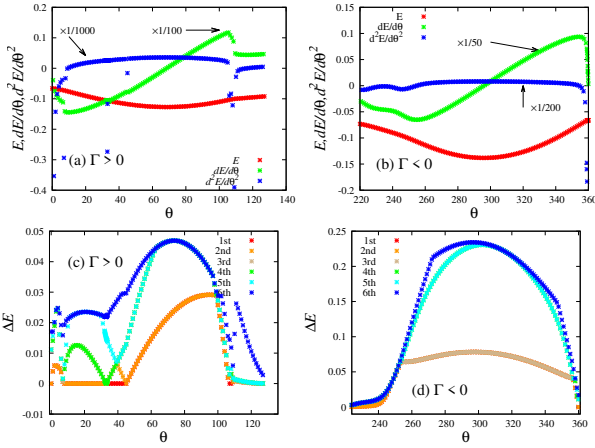 ×1/1000
×1/100
E, dE/dθ, d²E/dθ²
0.2
0.1
0
-0.1
-0.2
-0.3
-0.4
(a) Γ > 0
E
dE/dθ
d²E/dθ²
0 20 40 60 80 100 120 140
θ
E
dE/dθ
d²E/dθ²
×1/50
×1/200
E, dE/dθ, d²E/dθ²
0.15
0.1
0.05
0
-0.05
-0.1
-0.15
-0.2
(b) Γ < 0
220 240 260 280 300 320 340 360
θ
(c) Γ > 0
1st
2nd
3rd
4th
5th
6th
ΔE
0.05
0.04
0.03
0.02
0.01
0
-0.01
0 20 40 60 80 100 120 140
θ
1st
2nd
3rd
4th
5th
6th
ΔE
0.25
0.2
0.15
0.1
0.05
0
(d) Γ < 0
240 260 280 300 320 340 360
θ